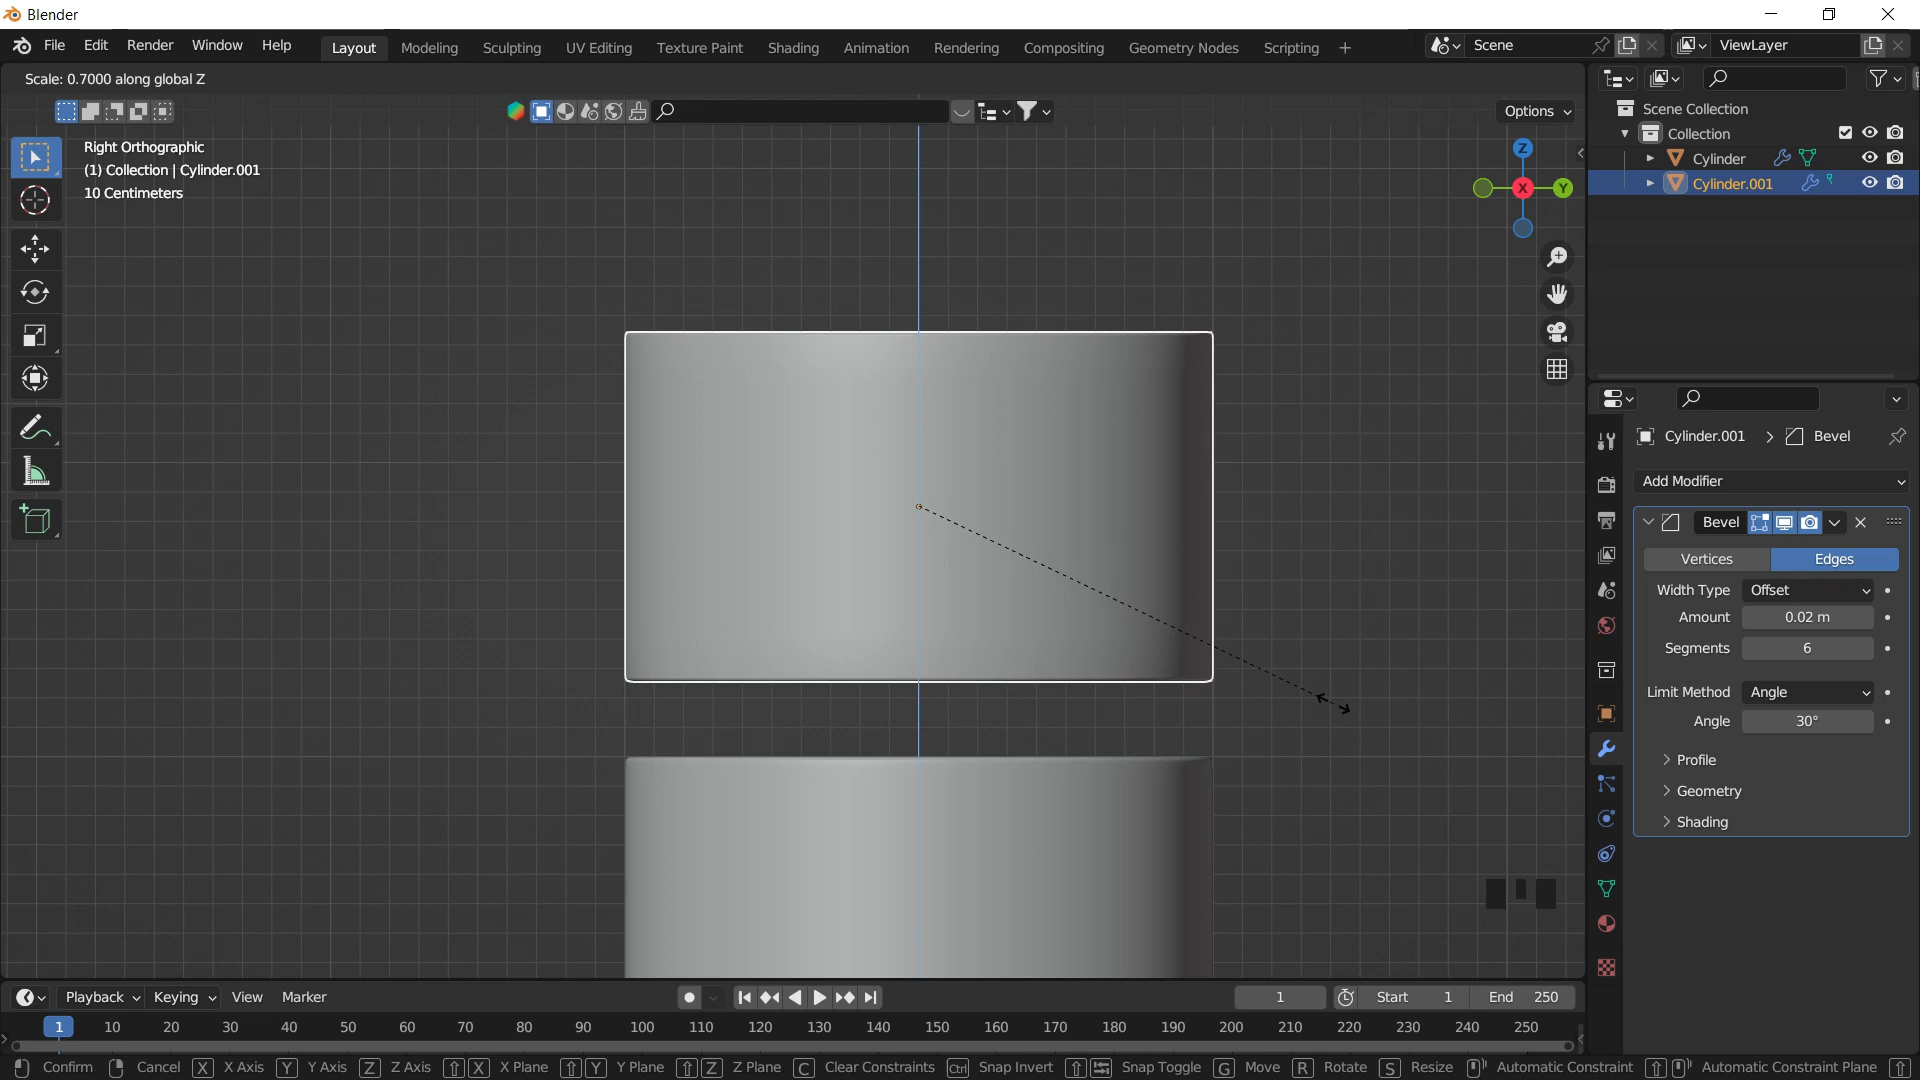 Blender
File Edit Render Window Help Layout Modeling Sculpting UV Editing Texture Paint Shading Animation Rendering Compositing Geometry Nodes Scripting + Scene ViewLayer
Scale: 0.7000 along global Z
Options
Right Orthographic
(1) Collection | Cylinder.001
10 Centimeters
Z
X
Y
Scene Collection
Collection
Cylinder
Cylinder.001
Cylinder.001 > Bevel
Add Modifier
Bevel
Vertices Edges
Width Type Offset
Amount 0.02 m
Segments 6
Limit Method Angle
Angle 30°
Profile
Geometry
Shading
Playback Keying View Marker 1 Start 1 End 250
1 10 20 30 40 50 60 70 80 90 100 110 120 130 140 150 160 170 180 190 200 210 220 230 240 250
Confirm Cancel X X Axis Y Y Axis Z Z Axis X X Plane Y Y Plane Z Z Plane C Clear Constraints Ctrl Snap Invert Snap Toggle G Move R Rotate S Resize Automatic Constraint Automatic Constraint Plane